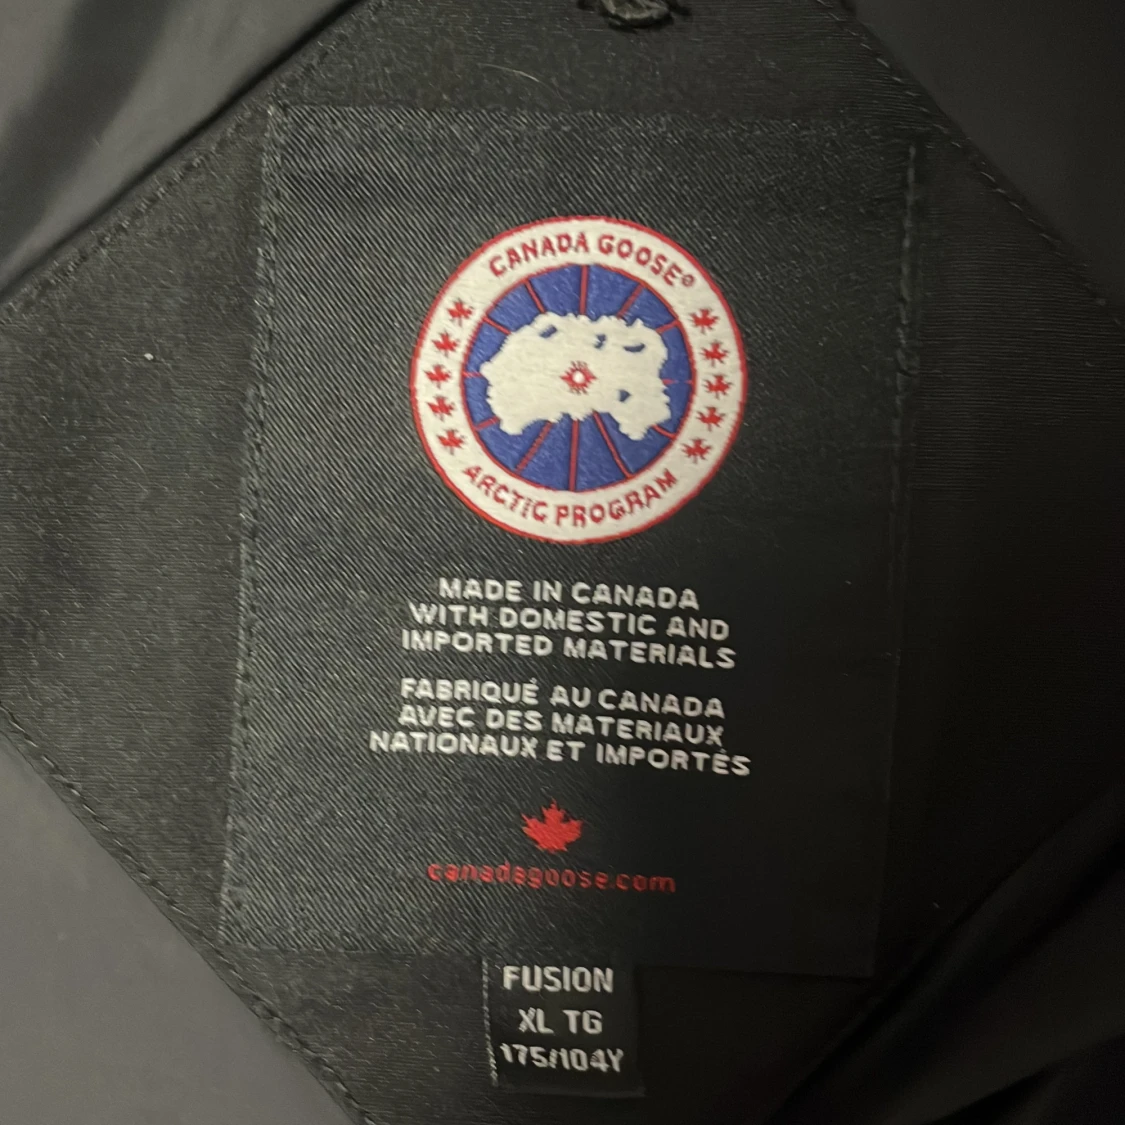 CANADA GOOSE®
ARCTIC PROGRAM
MADE IN CANADA
WITH DOMESTIC AND
IMPORTED MATERIALS
FABRIQUÉ AU CANADA
AVEC DES MATERIAUX
NATIONAUX ET IMPORTÉS
canadagoose.com
FUSION
XL TG
175/104Y